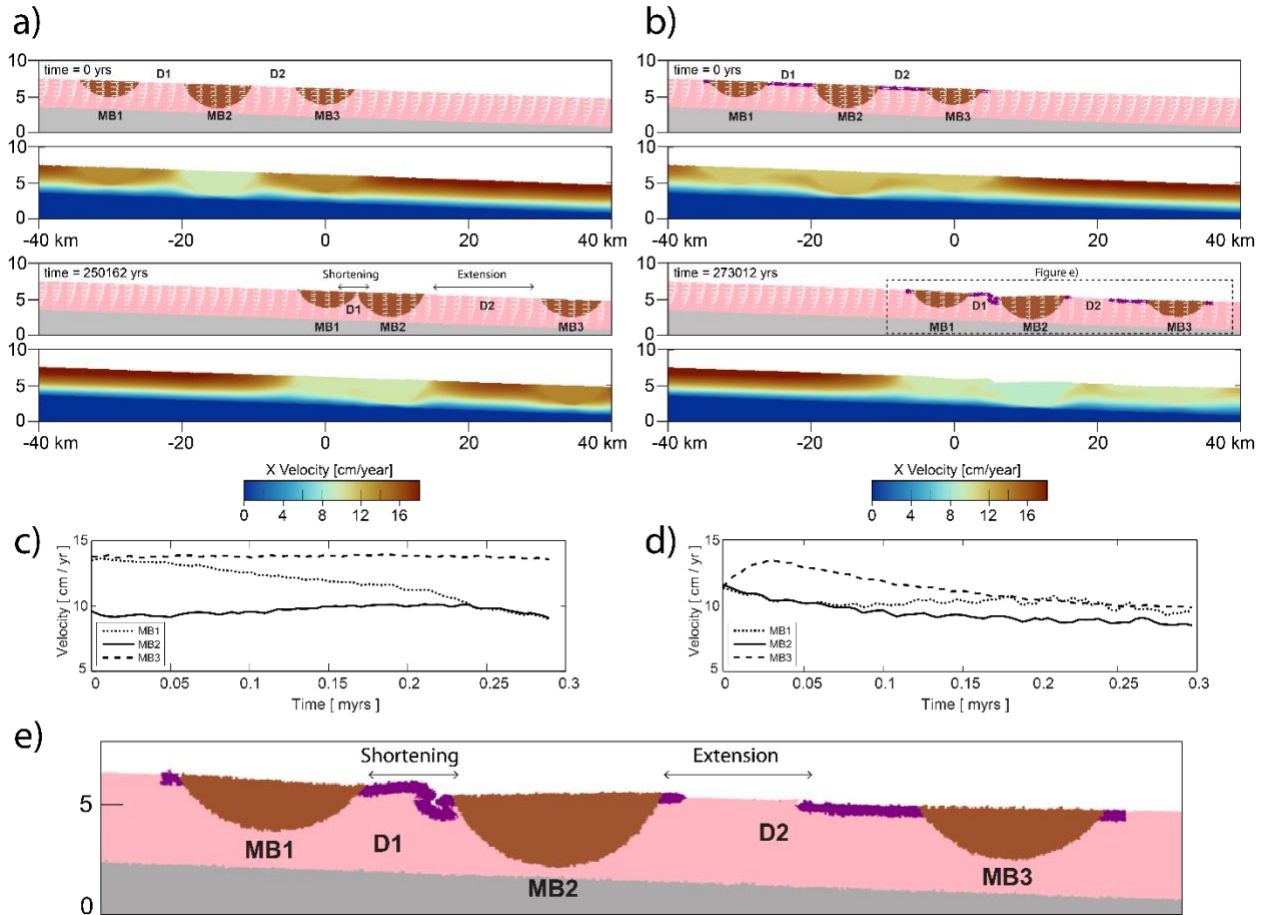 a)
10
time = 0 yrs
D1
D2
5
MB1
MB2
MB3
0
10
5
0
-40 km
-20
0
20
40 km
10
time = 250162 yrs
Shortening
Extension
5
D1
D2
MB1
MB2
MB3
0
10
5
0
-40 km
-20
0
20
40 km
X Velocity [cm/year]
0 4 8 12 16
b)
10
time = 0 yrs
D1
D2
5
MB1
MB2
MB3
0
10
5
0
-40 km
-20
0
20
40 km
10
time = 273012 yrs
Figure e)
5
D1
D2
MB1
MB2
MB3
0
10
5
0
-40 km
-20
0
20
40 km
X Velocity [cm/year]
0 4 8 12 16
c)
Velocity [ cm / yr ]
15
10
5
MB1
MB2
MB3
0 0.05 0.1 0.15 0.2 0.25 0.3
Time [ myrs ]
d)
Velocity [ cm / yr ]
15
10
5
MB1
MB2
MB3
0 0.05 0.1 0.15 0.2 0.25 0.3
Time [ myrs ]
e)
Shortening
Extension
5
D1
D2
MB1
MB2
MB3
0